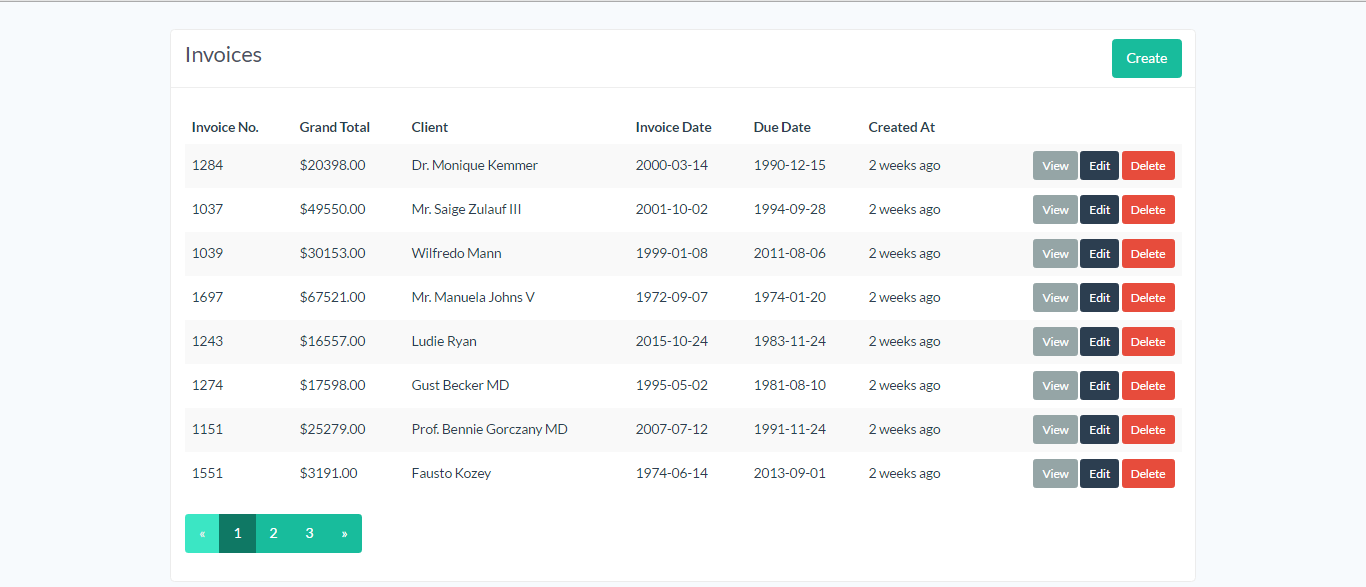 Invoices
Create
Invoice No. Grand Total Client Invoice Date Due Date Created At
1284 $20398.00 Dr. Monique Kemmer 2000-03-14 1990-12-15 2 weeks ago View Edit Delete
1037 $49550.00 Mr. Saige Zulauf III 2001-10-02 1994-09-28 2 weeks ago View Edit Delete
1039 $30153.00 Wilfredo Mann 1999-01-08 2011-08-06 2 weeks ago View Edit Delete
1697 $67521.00 Mr. Manuela Johns V 1972-09-07 1974-01-20 2 weeks ago View Edit Delete
1243 $16557.00 Ludie Ryan 2015-10-24 1983-11-24 2 weeks ago View Edit Delete
1274 $17598.00 Gust Becker MD 1995-05-02 1981-08-10 2 weeks ago View Edit Delete
1151 $25279.00 Prof. Bennie Gorczany MD 2007-07-12 1991-11-24 2 weeks ago View Edit Delete
1551 $3191.00 Fausto Kozey 1974-06-14 2013-09-01 2 weeks ago View Edit Delete
« 1 2 3 »